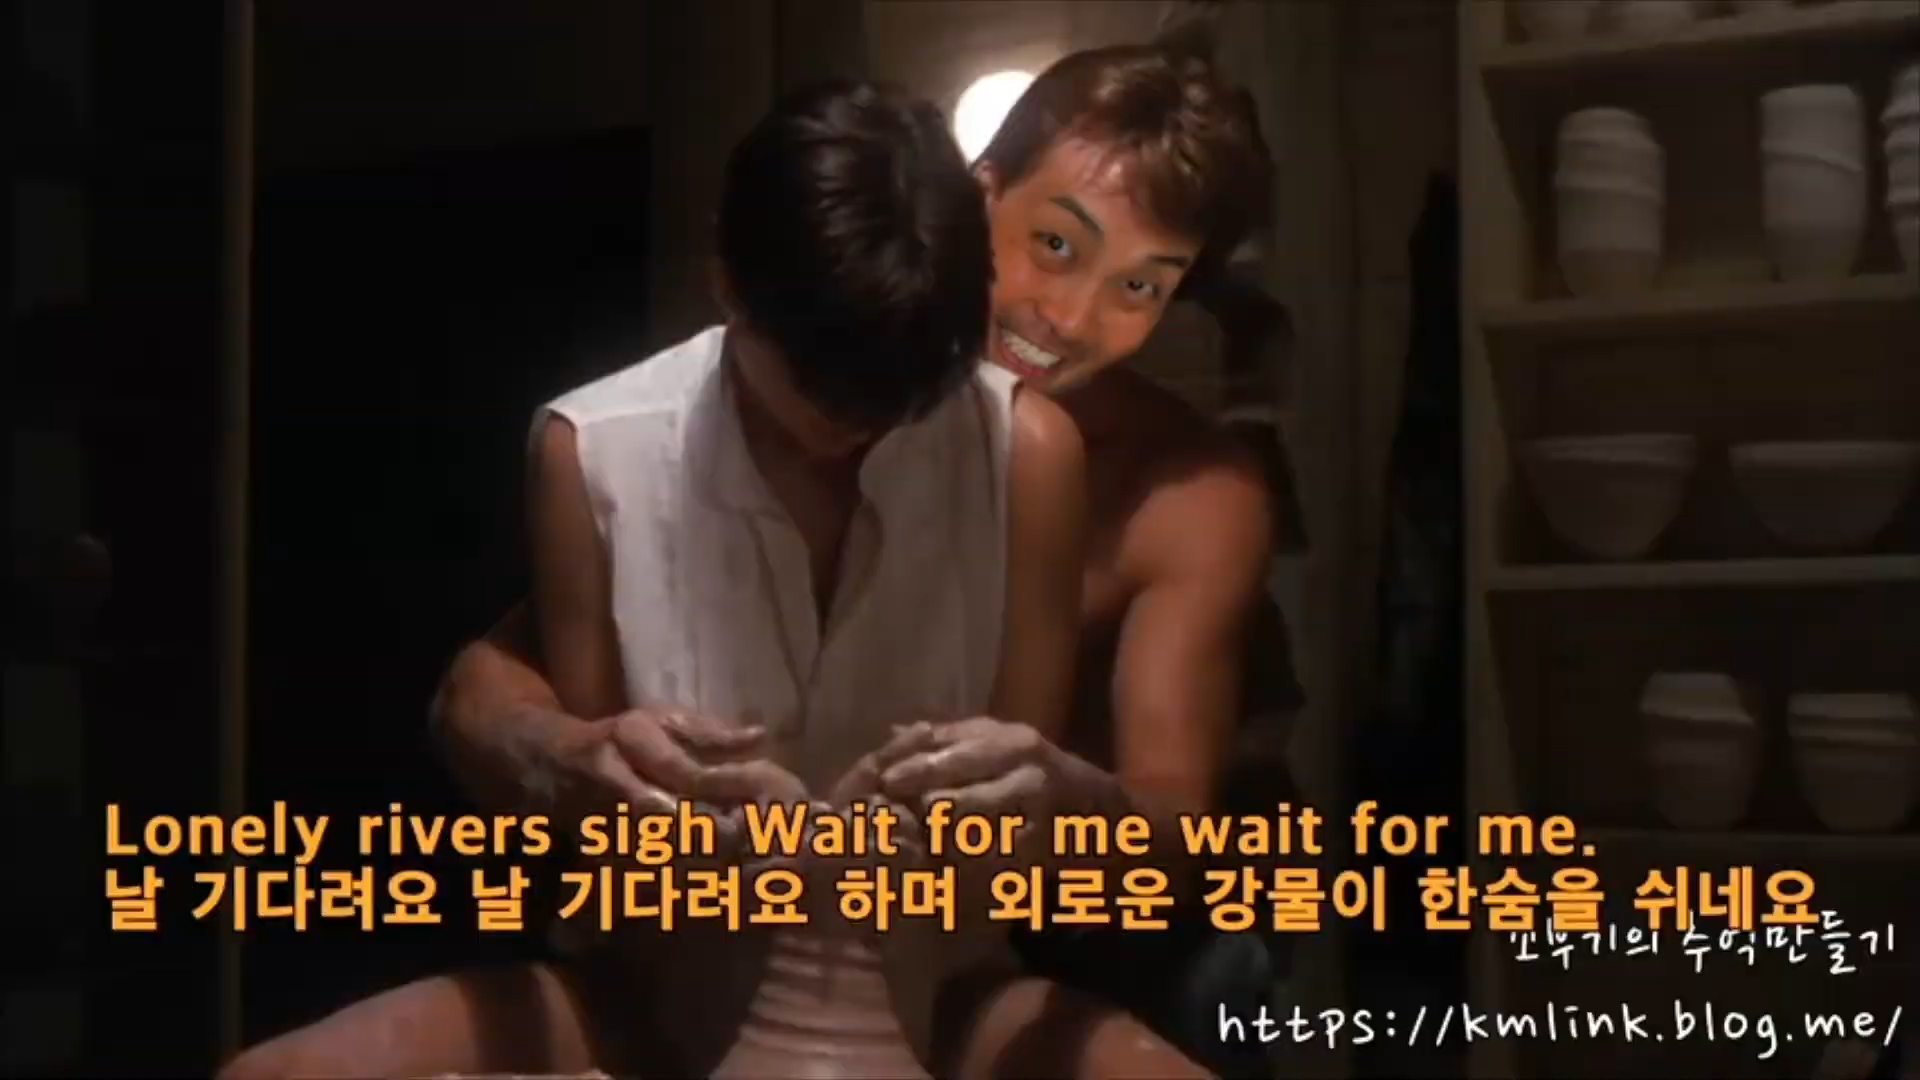 Lonely rivers sigh Wait for me wait for me.
날 기다려요 날 기다려요 하며 외로운 강물이 한숨을 쉬네요
꼬부기의 추억만들기
https://kmlink.blog.me/